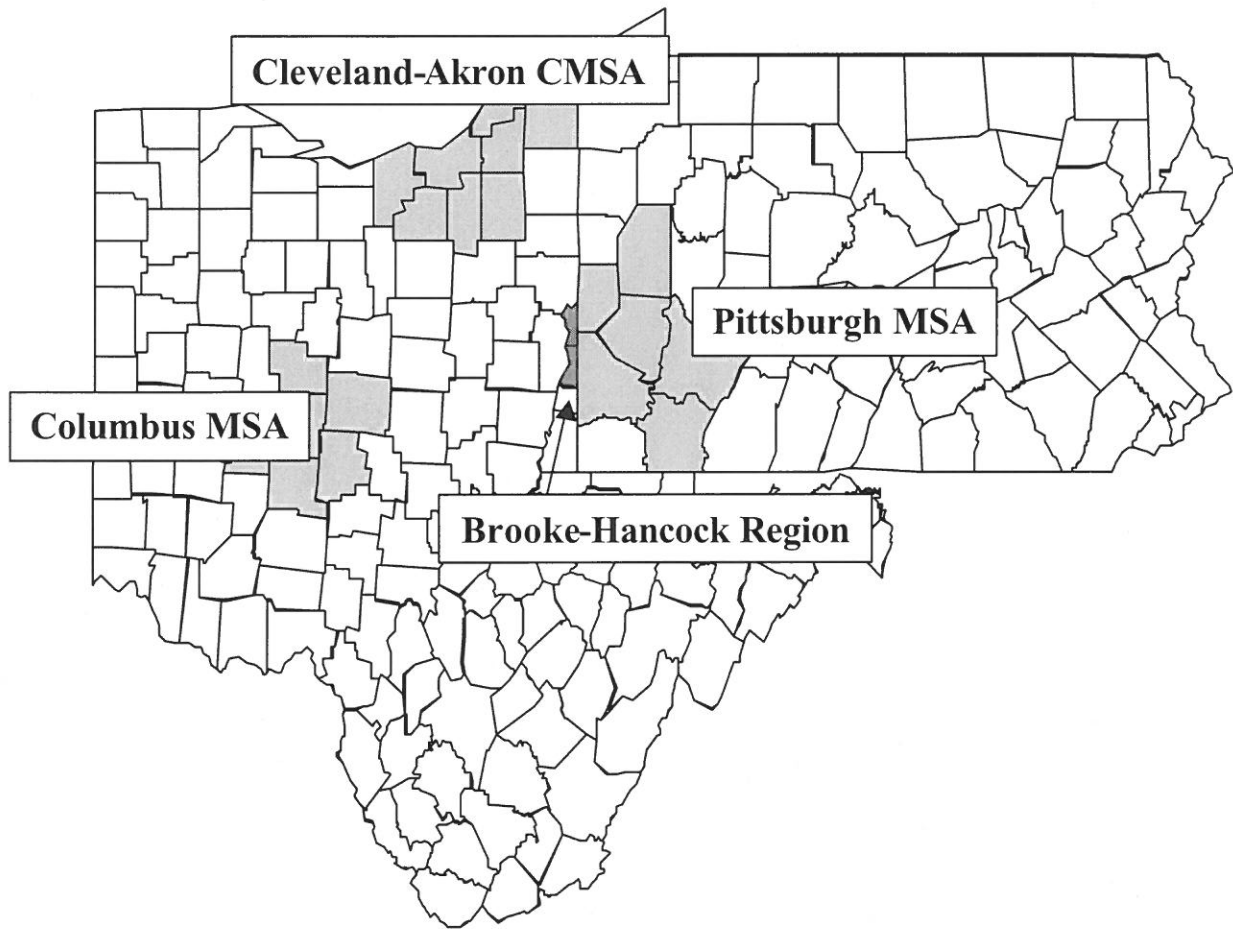 Cleveland-Akron CMSA
Pittsburgh MSA
Columbus MSA
Brooke-Hancock Region